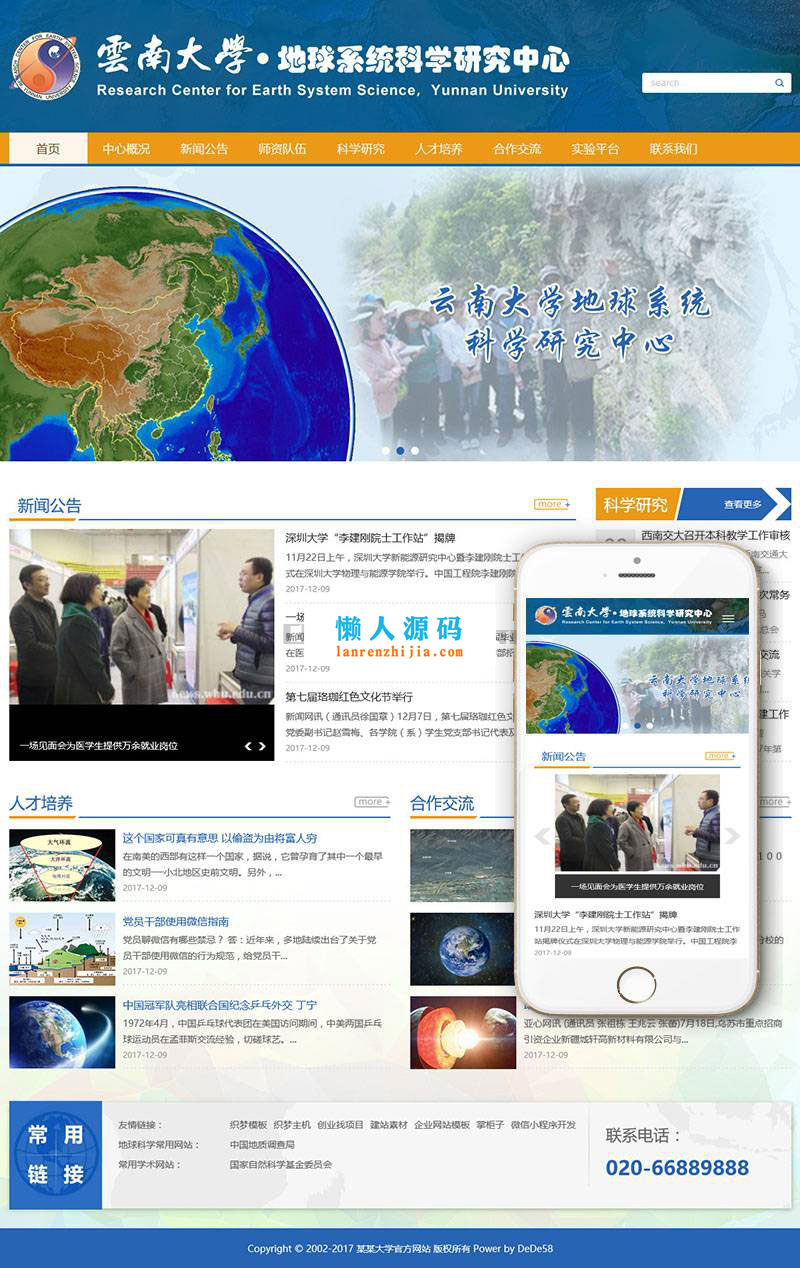 雲南大學·地球系统科学研究中心
Research Center for Earth System Science, Yunnan University
search
首页 中心概况 新闻公告 师资队伍 科学研究 人才培养 合作交流 实验平台 联系我们
云南大学地球系统
科学研究中心
新闻公告
more +
科学研究
查看更多
深圳大学“李建刚院士工作站”揭牌
11月22日上午，深圳大学新能源研究中心暨李建刚院士工
式在深圳大学物理与能源学院举行。中国工程院李建刚院
2017-12-09
一场
新闻
在医
2017-12-09
第七届珞珈红色文化节举行
新闻网讯（通讯员徐国章）12月7日，第七届珞珈红色文
党委副书记赵雪梅、各学院（系）学生党支部书记代表及
2017-12-09
news.whu.edu.cn
一场见面会为医学生提供万余就业岗位
西南交大召开本科教学工作审核
懒人源码
lanrenzhijia.com
雲南大學·地球系统科学研究中心
Research Center for Earth System Science, Yunnan University
云南大学地球系统
科学研究中心
新闻公告
more +
一场见面会为医学生提供万余就业岗位
深圳大学“李建刚院士工作站”揭牌
11月22日上午，深圳大学新能源研究中心暨李建刚院士工作
站揭牌仪式在深圳大学物理与能源学院举行。中国工程院李
2017-12-09
人才培养
more +
这个国家可真有意思 以偷盗为由将富人穷
在南美的西部有这样一个国家，据说，它曾孕育了其中一个最早
的文明──小北地区史前文明。另外，...
2017-12-09
大气环流
党员干部使用微信指南
党员聊微信有哪些禁忌？ 答：近年来，多地陆续出台了关于党
员干部使用微信的行为规范，给党员干...
2017-12-09
中国冠军队亮相联合国纪念乒乓外交 丁宁
1972年4月，中国乒乓球代表团在美国访问期间，中美两国乒乓
球运动员在孟菲斯交流经验，切磋球艺。...
2017-12-09
合作交流
more +
亚心网讯 (通讯员 张祖栋 王兆云 张蓓)7月18日,乌苏市重点招商
引资企业新疆城轩高新材料有限公司与...
2017-12-09
常用
链接
友情链接： 织梦模板 织梦主机 创业找项目 建站素材 企业网站模板 掌柜子 微信小程序开发
地球科学常用网站： 中国地质调查局
常用学术网站： 国家自然科学基金委员会
联系电话：
020-66889888
Copyright © 2002-2017 某某大学官方网站 版权所有 Power by DeDe58